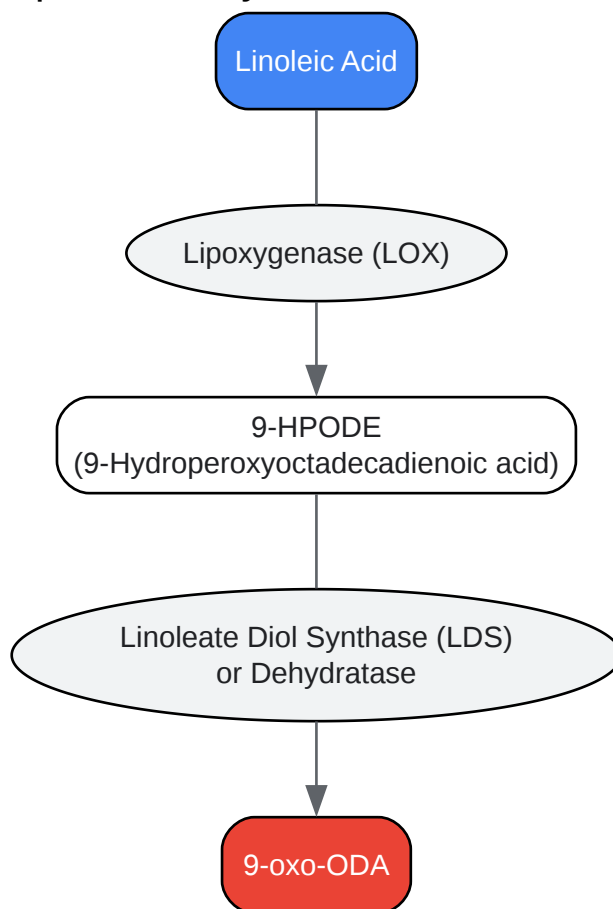 Linoleic Acid
Lipoxygenase (LOX)
9-HPODE
(9-Hydroperoxyoctadecadienoic acid)
Linoleate Diol Synthase (LDS)
or Dehydratase
9-oxo-ODA